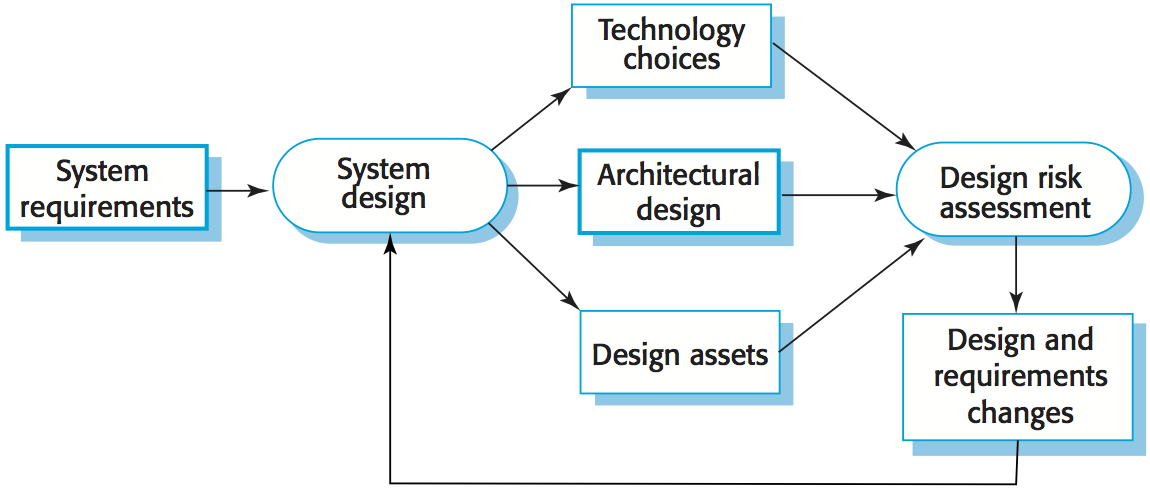 System
requirements
System
design
Technology
choices
Architectural
design
Design assets
Design risk
assessment
Design and
requirements
changes